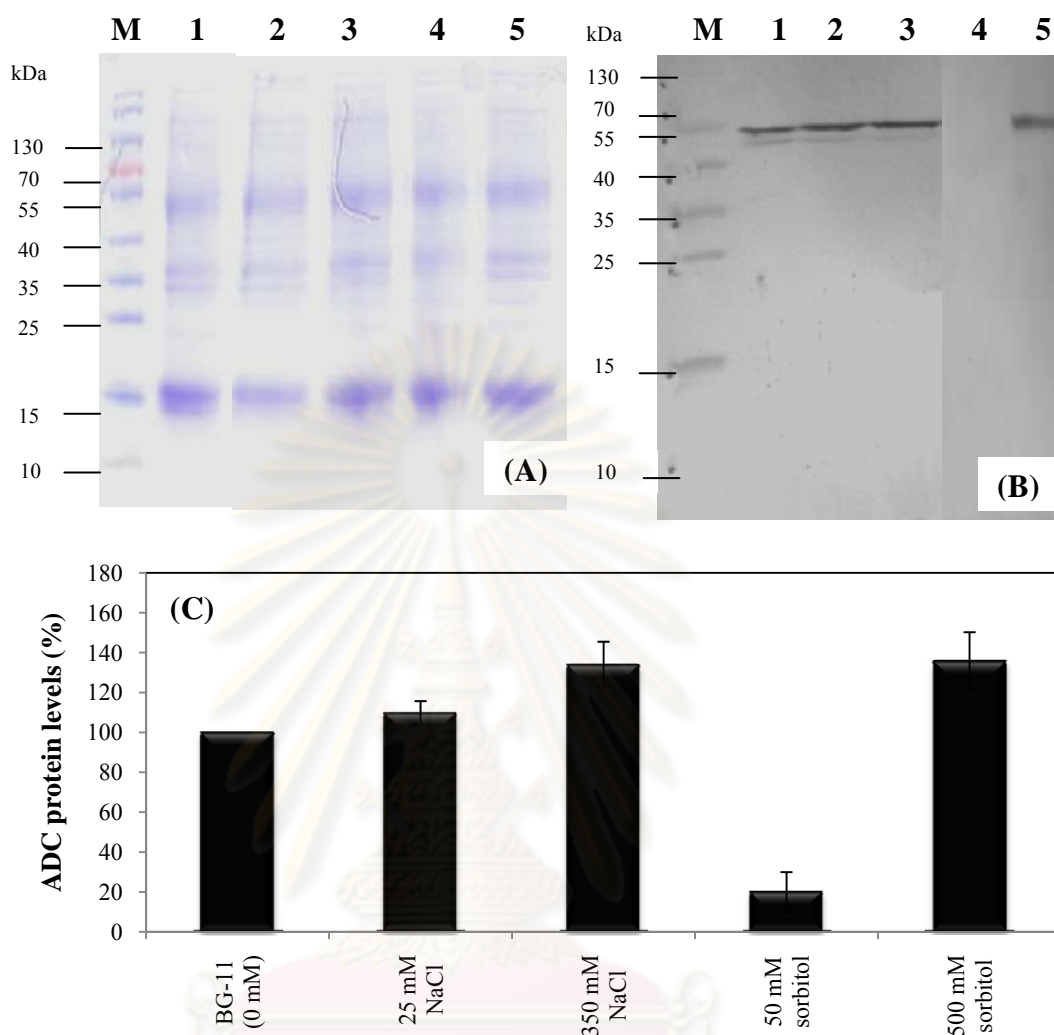 M 1 2 3 4 5
kDa
130
70
55
40
35
25
15
10
(A)
kDa M 1 2 3 4 5
130
70
55
40
35
25
15
10
(B)
(C)
ADC protein levels (%)
180
160
140
120
100
80
60
40
20
0
BG-11
(0 mM)
25 mM
NaCl
350 mM
NaCl
50 mM
sorbitol
500 mM
sorbitol